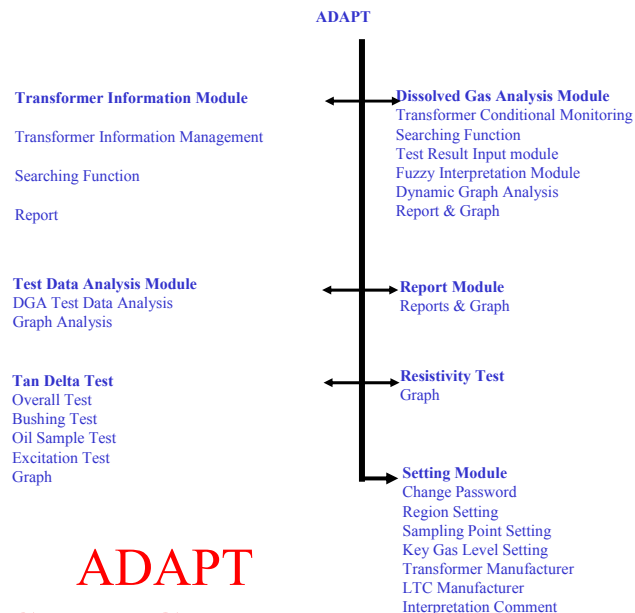 ADAPT
Transformer Information Module
Transformer Information Management
Searching Function
Report
Dissolved Gas Analysis Module
Transformer Conditional Monitoring
Searching Function
Test Result Input module
Fuzzy Interpretation Module
Dynamic Graph Analysis
Report & Graph
Test Data Analysis Module
DGA Test Data Analysis
Graph Analysis
Report Module
Reports & Graph
Tan Delta Test
Overall Test
Bushing Test
Oil Sample Test
Excitation Test
Graph
Resistivity Test
Graph
Setting Module
Change Password
Region Setting
Sampling Point Setting
Key Gas Level Setting
Transformer Manufacturer
LTC Manufacturer
Interpretation Comment
ADAPT